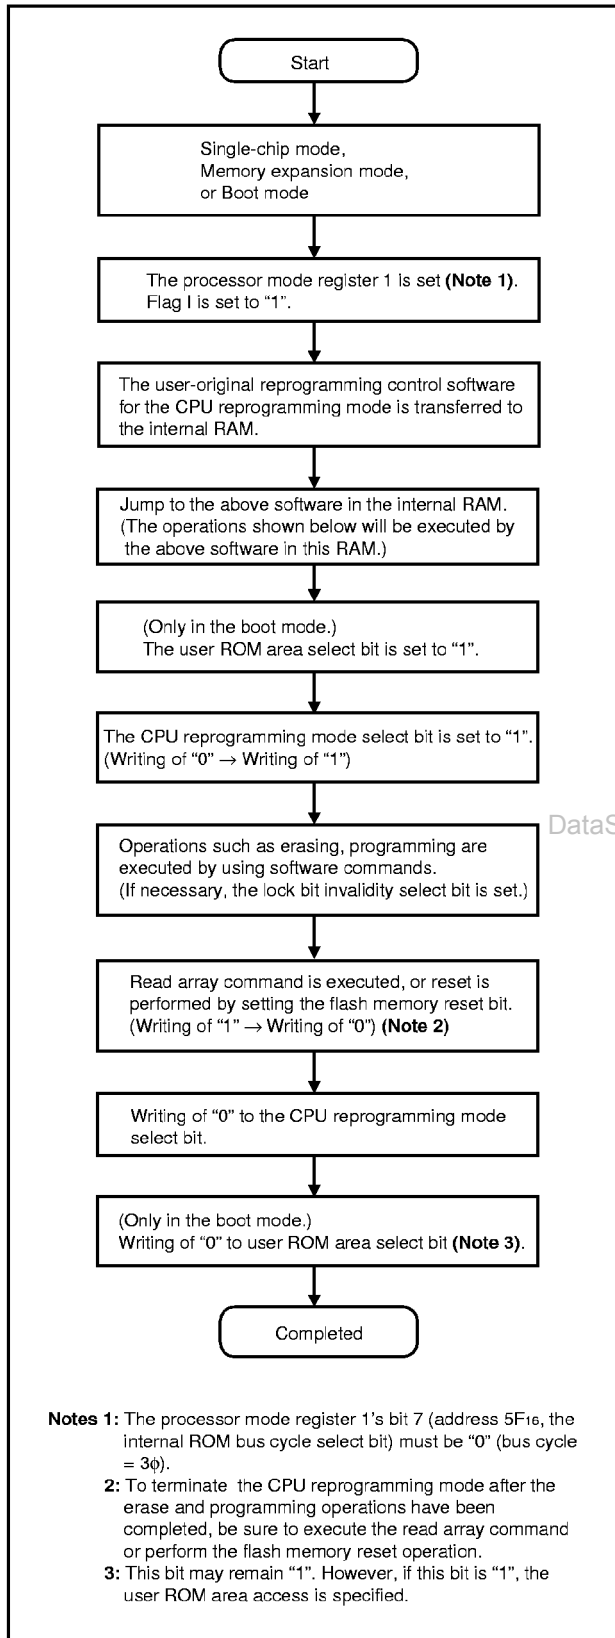 Start
Single-chip mode,
Memory expansion mode,
or Boot mode
The processor mode register 1 is set (Note 1).
Flag I is set to “1”.
The user-original reprogramming control software
for the CPU reprogramming mode is transferred to
the internal RAM.
Jump to the above software in the internal RAM.
(The operations shown below will be executed by
the above software in this RAM.)
(Only in the boot mode.)
The user ROM area select bit is set to “1”.
The CPU reprogramming mode select bit is set to “1”.
(Writing of “0” → Writing of “1”)
DataS
Operations such as erasing, programming are
executed by using software commands.
(If necessary, the lock bit invalidity select bit is set.)
Read array command is executed, or reset is
performed by setting the flash memory reset bit.
(Writing of “1” → Writing of “0”) (Note 2)
Writing of “0” to the CPU reprogramming mode
select bit.
(Only in the boot mode.)
Writing of “0” to user ROM area select bit (Note 3).
Completed
Notes 1: The processor mode register 1’s bit 7 (address 5F₁₆, the
internal ROM bus cycle select bit) must be “0” (bus cycle
= 3ϕ).
2: To terminate the CPU reprogramming mode after the
erase and programming operations have been
completed, be sure to execute the read array command
or perform the flash memory reset operation.
3: This bit may remain “1”. However, if this bit is “1”, the
user ROM area access is specified.